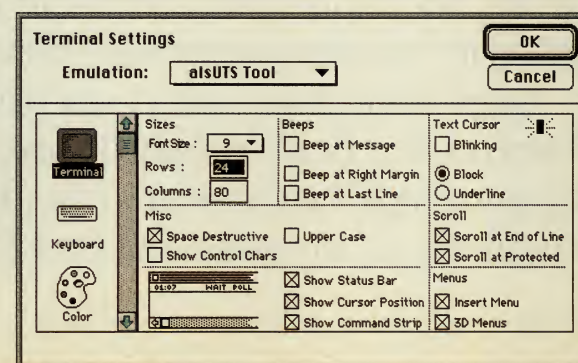 Terminal Settings
OK
Emulation: alsUTS Tool
Cancel
Terminal
Keyboard
Color
Sizes
Font Size : 9
Rows : 24
Columns : 80
Beeps
Beep at Message
Beep at Right Margin
Beep at Last Line
Text Cursor
Blinking
Block
Underline
Misc
Space Destructive
Upper Case
Show Control Chars
Scroll
Scroll at End of Line
Scroll at Protected
01:07 WAIT POLL
Show Status Bar
Show Cursor Position
Show Command Strip
Menus
Insert Menu
3D Menus